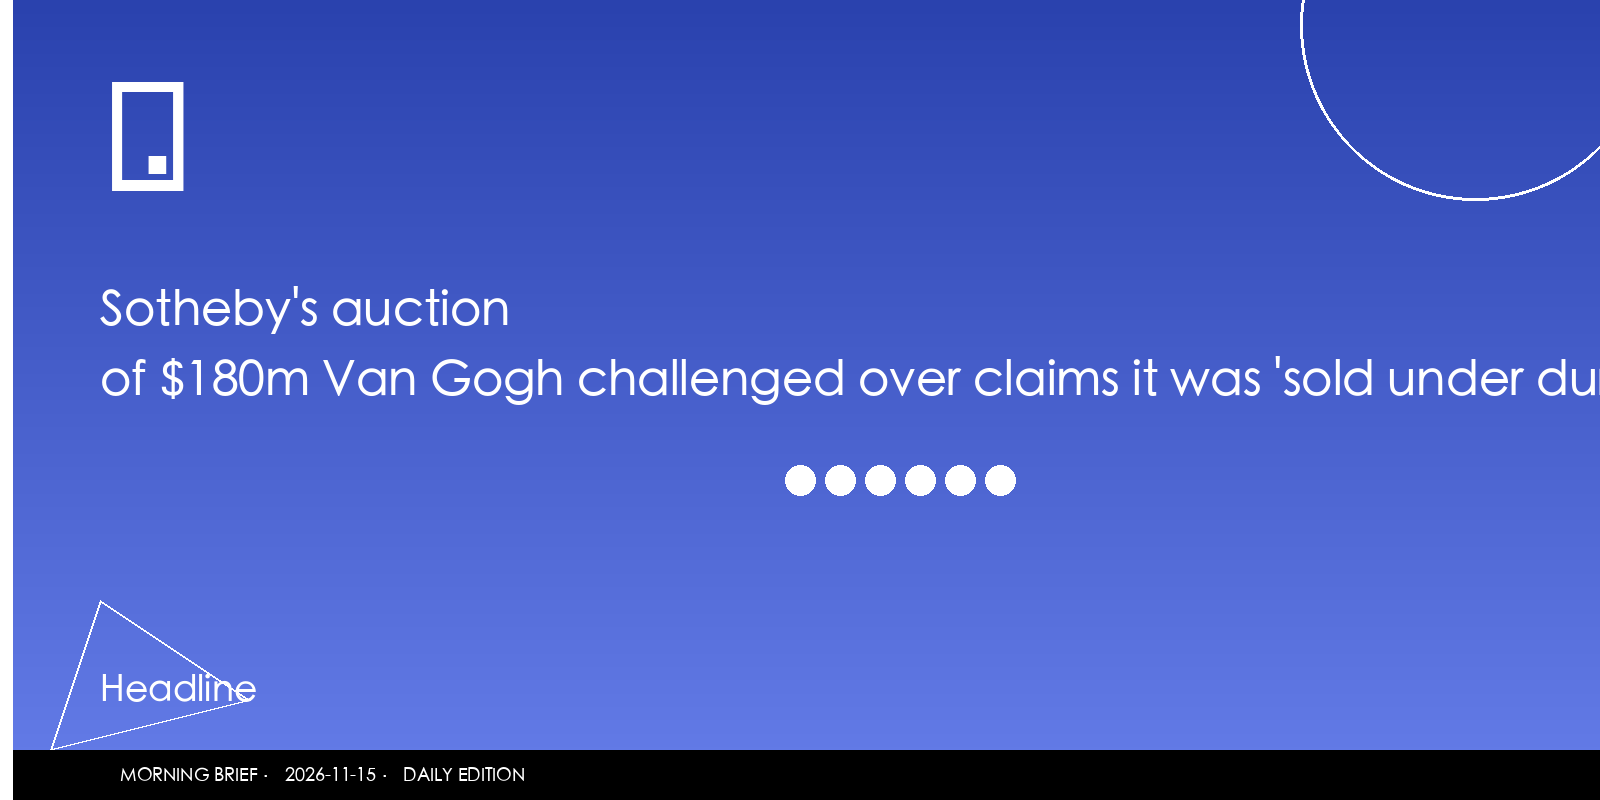 Sotheby's auction
of $180m Van Gogh challenged over claims it was 'sold under
Headline
MORNING BRIEF · 2026-11-15 · DAILY EDITION